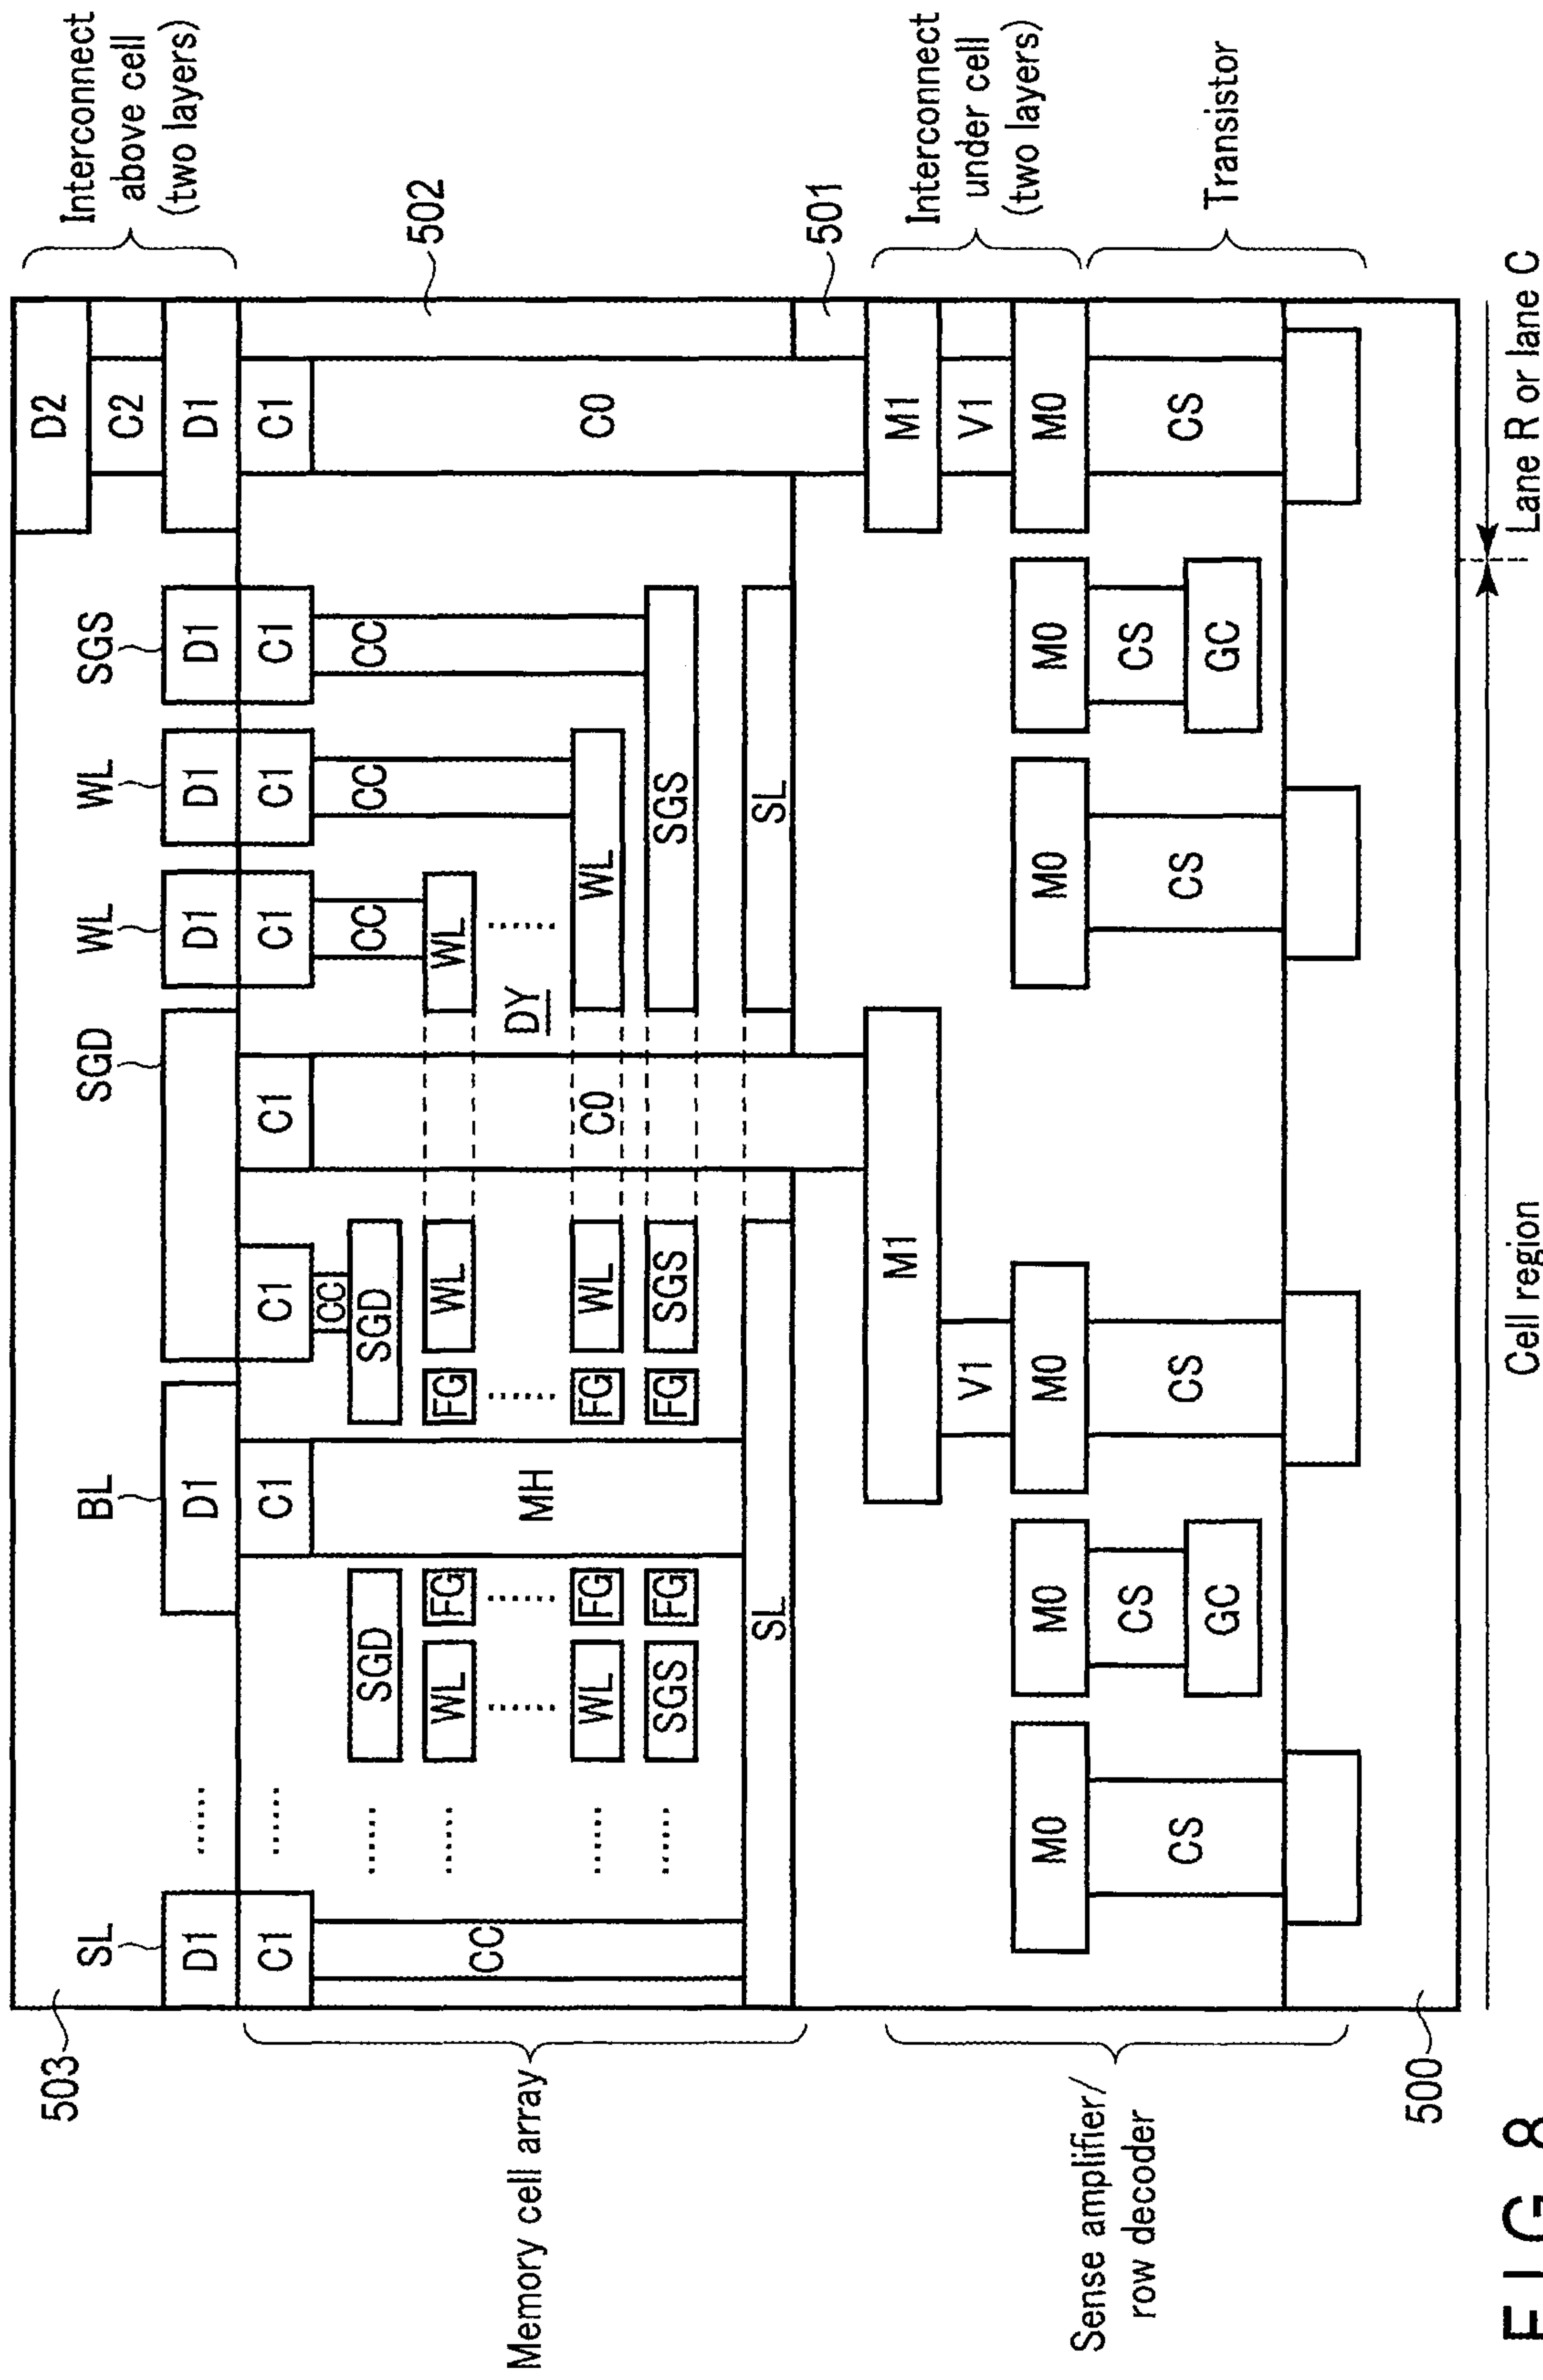 503
SL
BL
SGD
WL
WL
SGS
D2
C2
Interconnect
above cell
(two layers)
D1 D1 D1 D1 D1 D1
C1 C1 C1 C1 C1 C1 C1 C1
CC
SGD SGD CC CC CC
502
WL FG FG WL WL
CC
MH
DY
Memory cell array
WL FG FG WL C0 WL C0
SGS FG FG SGS SGS
SL SL
501
M1 M1
Interconnect
under cell
(two layers)
V1 V1
M0 M0 M0 M0 M0 M0
CS CS
CS CS CS CS
GC GC
Sense amplifier/
row decoder
Transistor
500
Cell region
Lane R or lane C
FIG. 8